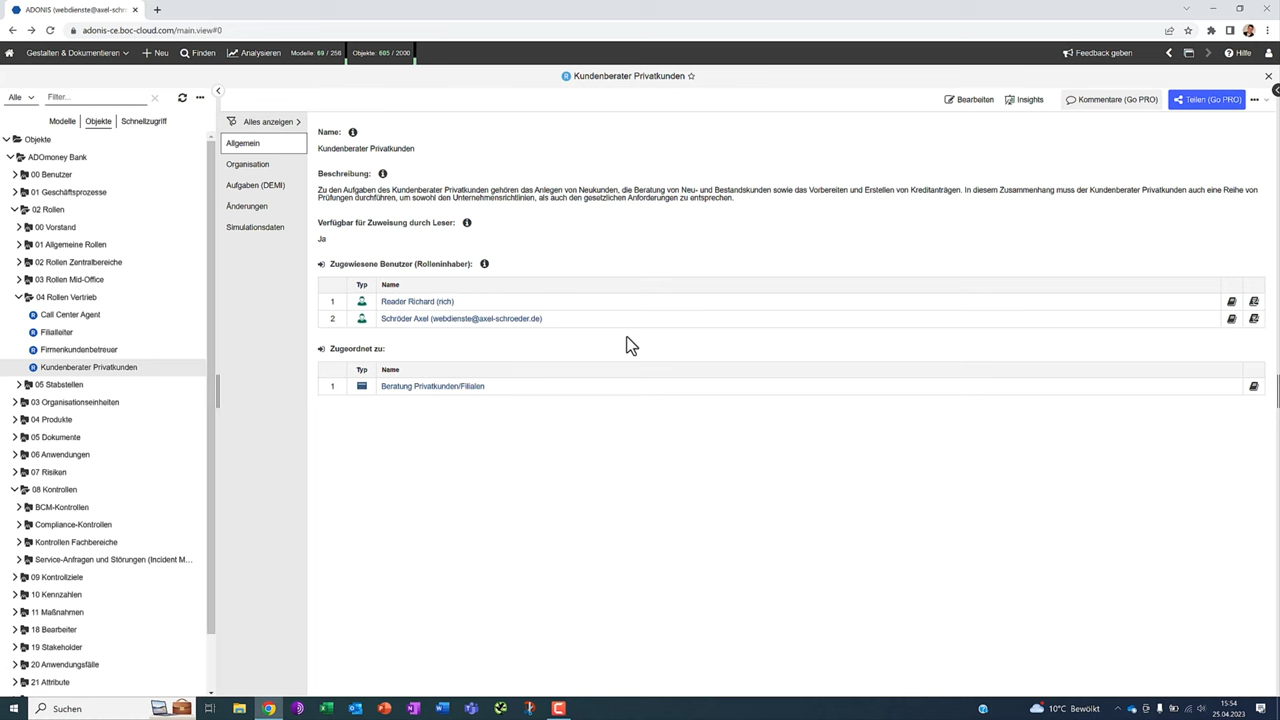 ADONIS (webdienste@axel-schr
adonis-ce.boc-cloud.com/main.view#0
Gestalten & Dokumentieren
Neu
Finden
Analysieren
Modelle: 69 / 256
Objekte: 605 / 2000
Feedback geben
Hilfe
Kundenberater Privatkunden
Alle
Filter...
Bearbeiten
Insights
Kommentare (Go PRO)
Teilen (Go PRO)
Modelle
Objekte
Schnellzugriff
Objekte
ADOmoney Bank
00 Benutzer
01 Geschäftsprozesse
02 Rollen
00 Vorstand
01 Allgemeine Rollen
02 Rollen Zentralbereiche
03 Rollen Mid-Office
04 Rollen Vertrieb
Call Center Agent
Filialleiter
Firmenkundenbetreuer
Kundenberater Privatkunden
05 Stabstellen
03 Organisationseinheiten
04 Produkte
05 Dokumente
06 Anwendungen
07 Risiken
08 Kontrollen
BCM-Kontrollen
Compliance-Kontrollen
Kontrollen Fachbereiche
Service-Anfragen und Störungen (Incident M...
09 Kontrollziele
10 Kennzahlen
11 Maßnahmen
18 Bearbeiter
19 Stakeholder
20 Anwendungsfälle
21 Attribute
Alles anzeigen
Allgemein
Organisation
Aufgaben (DEMI)
Änderungen
Simulationsdaten
Name:
Kundenberater Privatkunden
Beschreibung:
Zu den Aufgaben des Kundenberater Privatkunden gehören das Anlegen von Neukunden, die Beratung von Neu- und Bestandskunden sowie das Vorbereiten und Erstellen von Kreditanträgen. In diesem Zusammenhang muss der Kundenberater Privatkunden auch eine Reihe von
Prüfungen durchführen, um sowohl den Unternehmensrichtlinien, als auch den gesetzlichen Anforderungen zu entsprechen.
Verfügbar für Zuweisung durch Leser:
Ja
Zugewiesene Benutzer (Rolleninhaber):
Typ Name
1 Reader Richard (rich)
2 Schröder Axel (webdienste@axel-schroeder.de)
Zugeordnet zu:
Typ Name
1 Beratung Privatkunden/Filialen
Suchen
10°C Bewölkt
15:54
25.04.2023